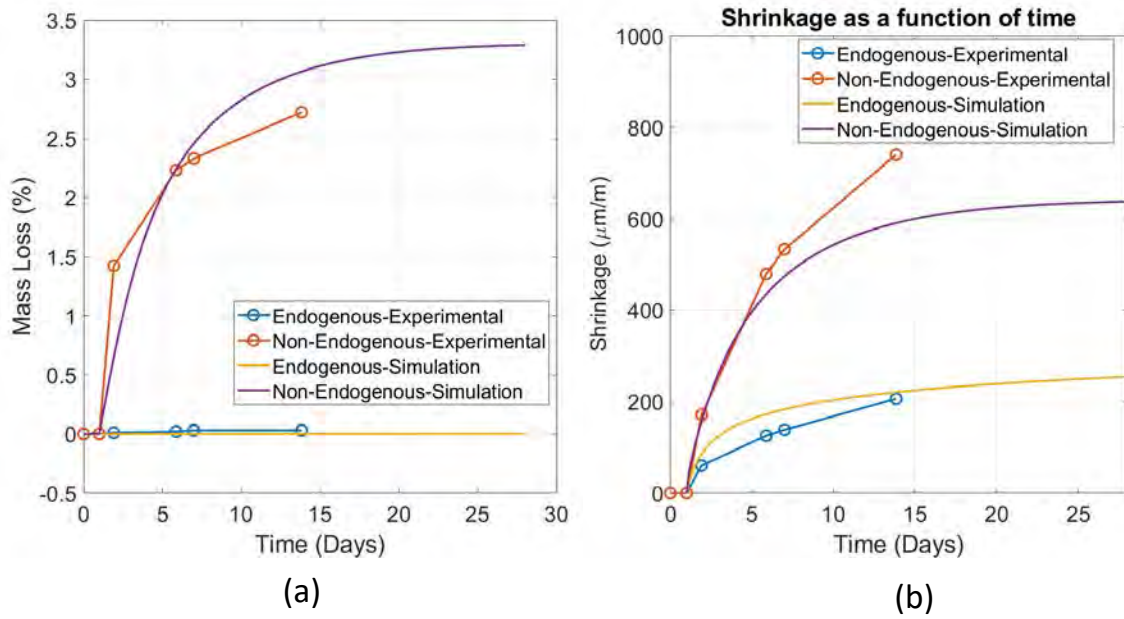 3.5
3
2.5
2
1.5
1
0.5
0
-0.5
Mass Loss (%)
Endogenous-Experimental
Non-Endogenous-Experimental
Endogenous-Simulation
Non-Endogenous-Simulation
0 5 10 15 20 25 30
Time (Days)
(a)
Shrinkage as a function of time
1000
800
600
400
200
0
Shrinkage (μm/m)
Endogenous-Experimental
Non-Endogenous-Experimental
Endogenous-Simulation
Non-Endogenous-Simulation
0 5 10 15 20 25
Time (Days)
(b)